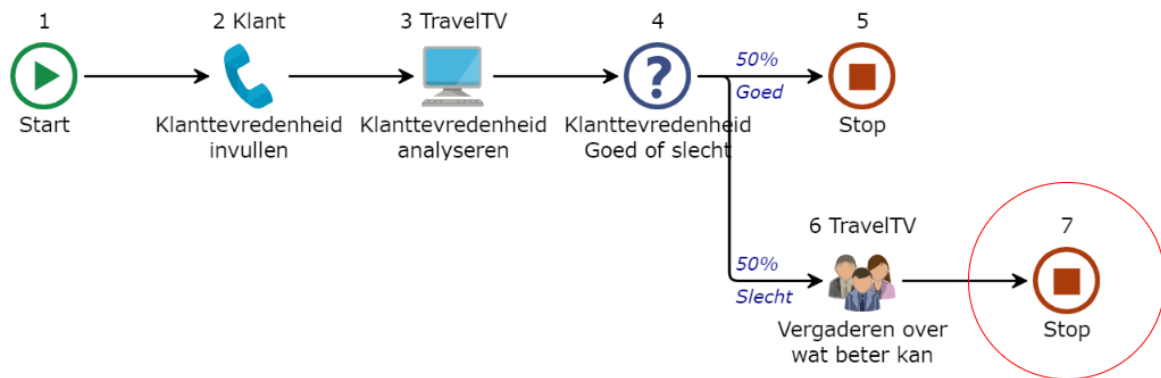 1
Start
2 Klant
Klanttevredenheid
invullen
3 TravelTV
Klanttevredenheid
analyseren
4
?
Klanttevredenheid
Goed of slecht
50%
Goed
5
Stop
50%
Slecht
6 TravelTV
Vergaderen over
wat beter kan
7
Stop